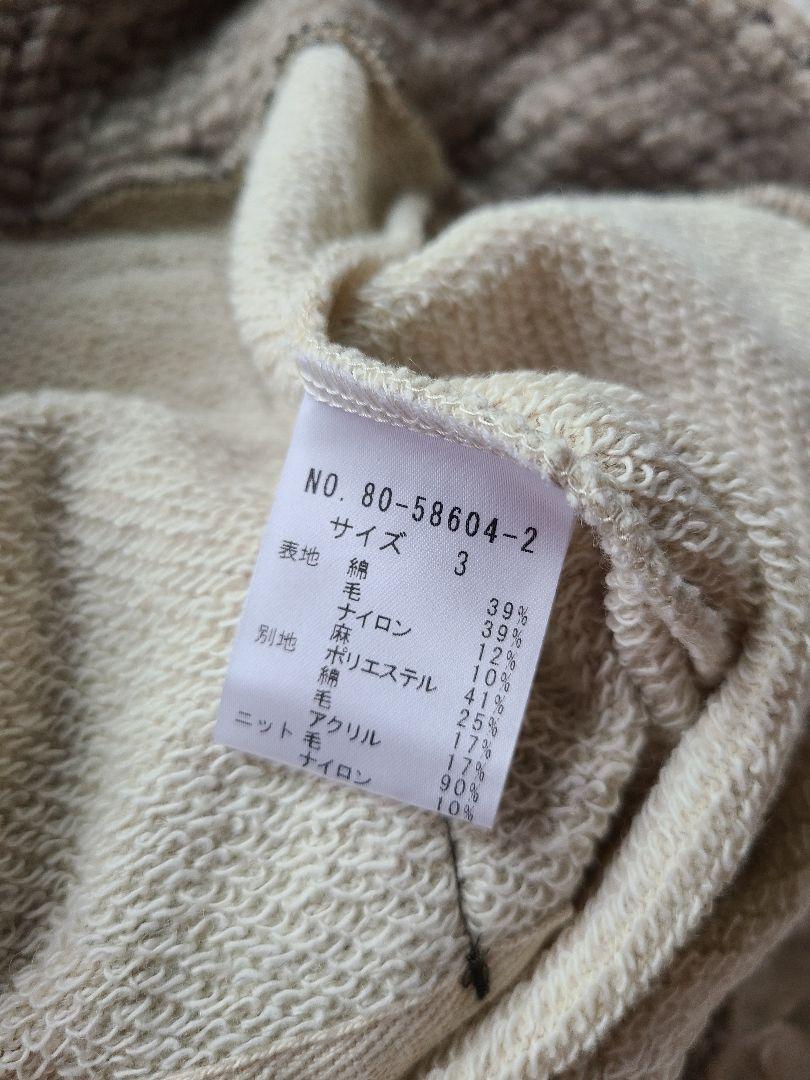 NO. 80-58604-2
サイズ 3
表地 綿 39%
毛 39%
ナイロン 12%
麻 10%
別地 ポリエステル 41%
綿 25%
毛 17%
アクリル 17%
ニット 毛 90%
ナイロン 10%